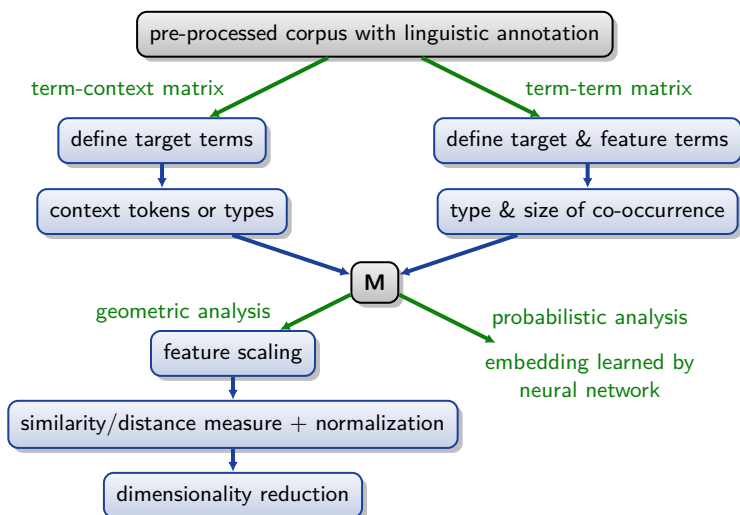 pre-processed corpus with linguistic annotation
term-context matrix
term-term matrix
define target terms
define target & feature terms
context tokens or types
type & size of co-occurrence
M
geometric analysis
probabilistic analysis
feature scaling
embedding learned by
neural network
similarity/distance measure + normalization
dimensionality reduction